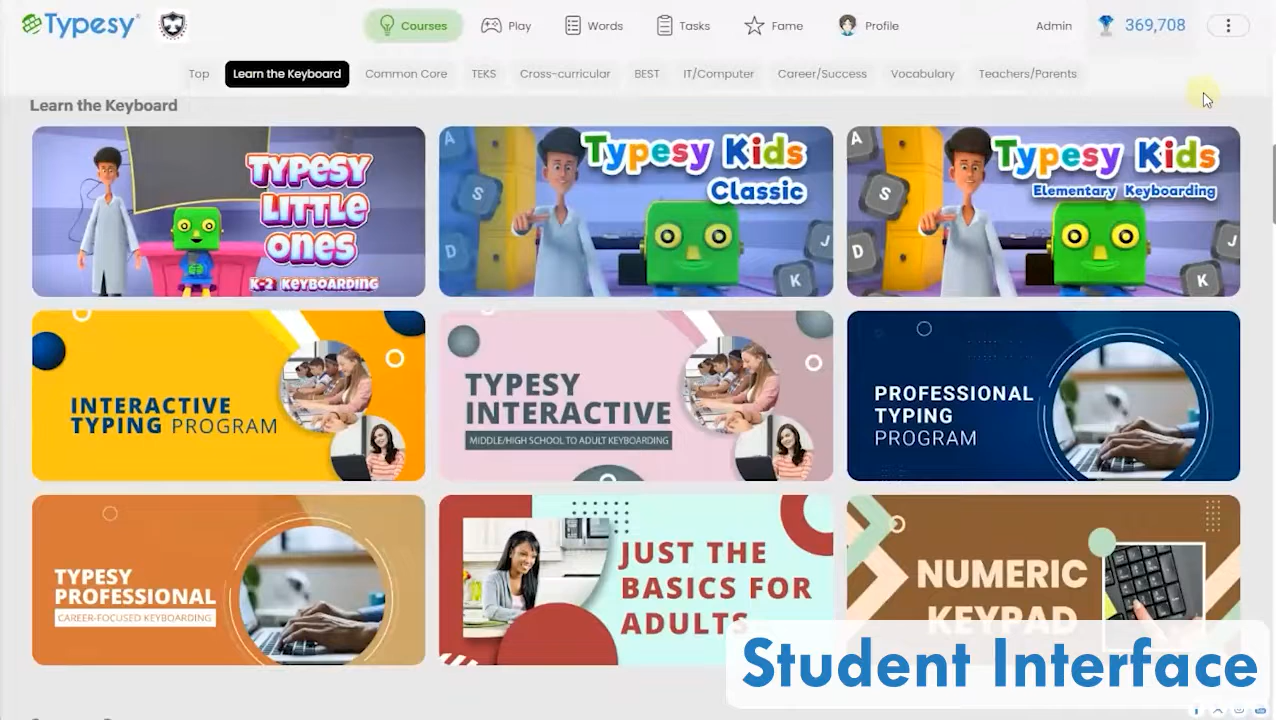 Typesy®
Courses
Play
Words
Tasks
Fame
Profile
Admin
369,708
Top
Learn the Keyboard
Common Core
TEKS
Cross-curricular
BEST
IT/Computer
Career/Success
Vocabulary
Teachers/Parents
Learn the Keyboard
TYPESY
LITTLE
ONES
K-2 KEYBOARDING
A
S
D
J
K
Typesy Kids
Classic
A
S
D
J
K
Typesy Kids
Elementary Keyboarding
INTERACTIVE
TYPING PROGRAM
TYPESY
INTERACTIVE
MIDDLE/HIGH SCHOOL TO ADULT KEYBOARDING
PROFESSIONAL
TYPING
PROGRAM
TYPESY
PROFESSIONAL
CAREER-FOCUSED KEYBOARDING
JUST THE
BASICS FOR
ADULTS
NUMERIC
KEYPAD
Student Interface